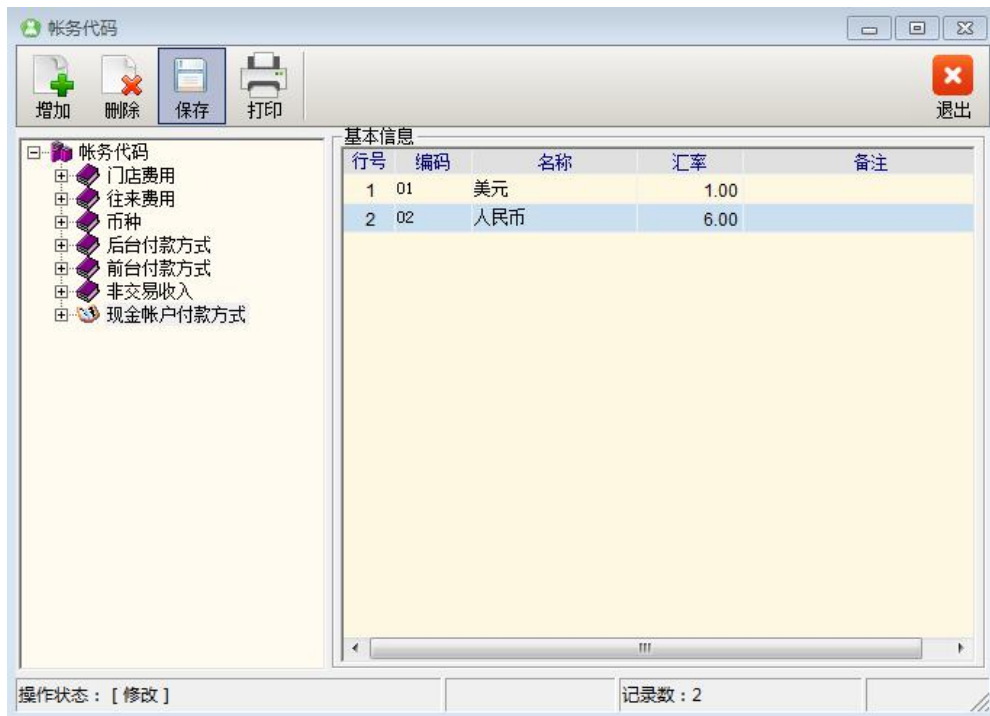 帐务代码
增加 删除 保存 打印 退出
帐务代码
门店费用
往来费用
币种
后台付款方式
前台付款方式
非交易收入
现金帐户付款方式
基本信息
行号 编码 名称 汇率 备注
1 01 美元 1.00
2 02 人民币 6.00
操作状态：[ 修改 ] 记录数：2